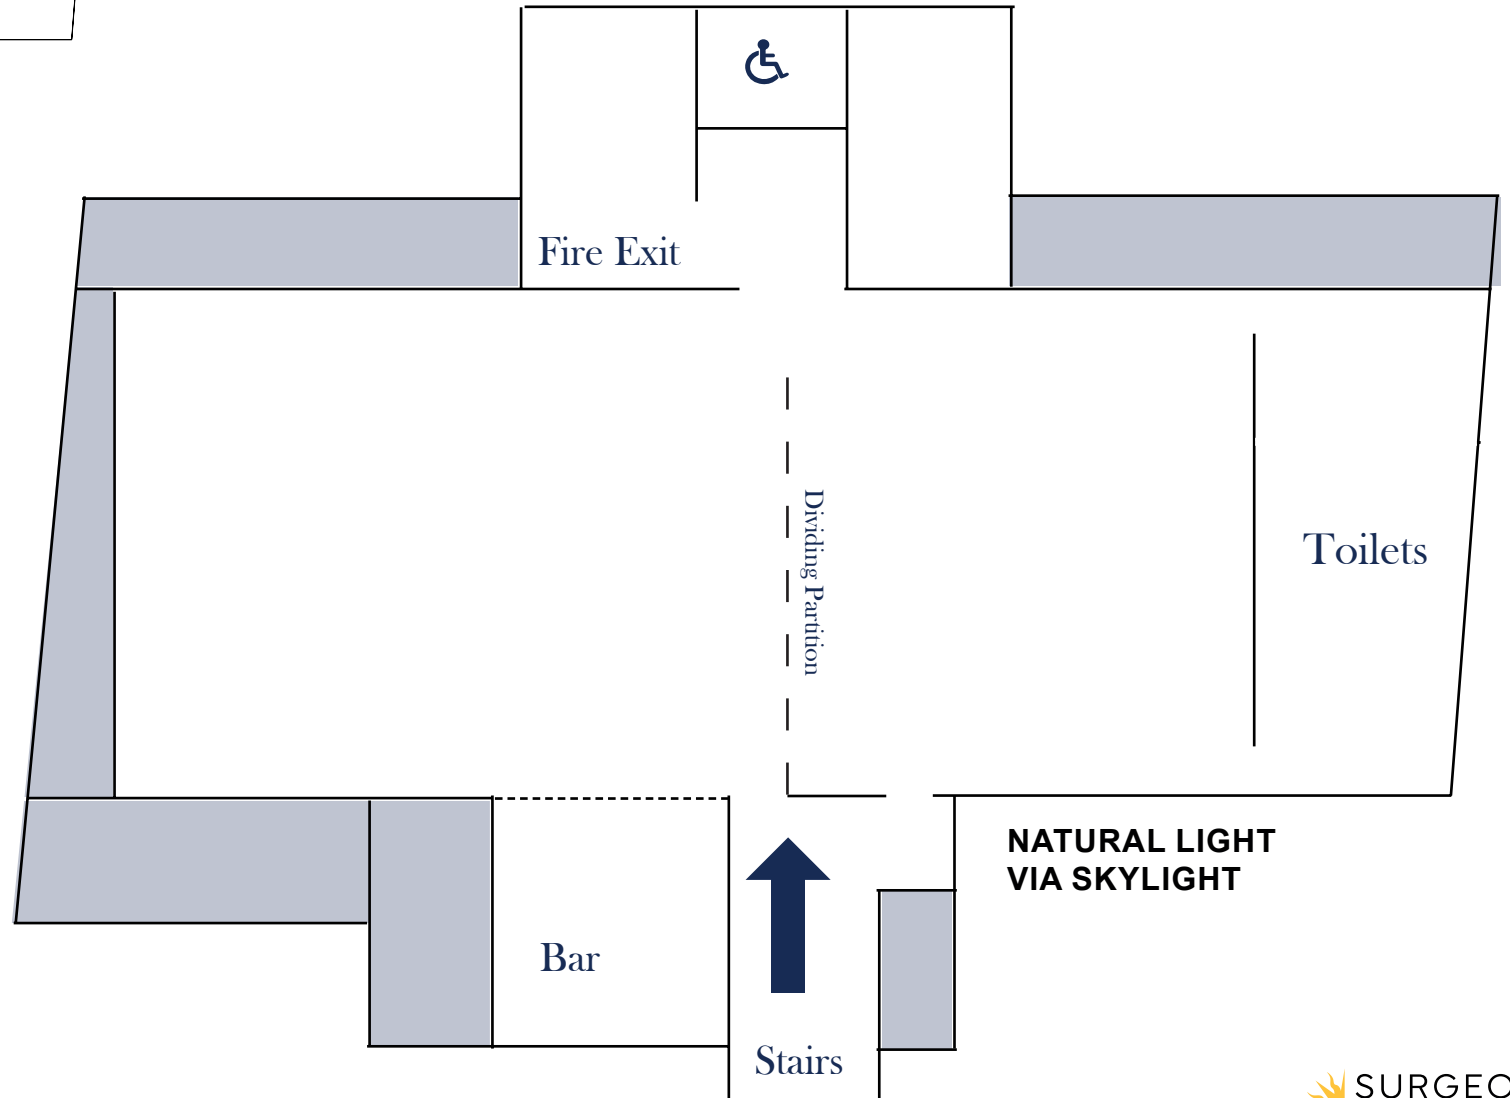 Fire Exit
Dividing Partition
Toilets
NATURAL LIGHT
VIA SKYLIGHT
Bar
Stairs